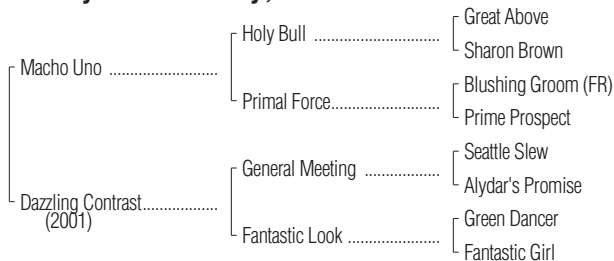 Great Above
Holy Bull ....................
Sharon Brown
Macho Uno ......................
Blushing Groom (FR)
Primal Force......................
Prime Prospect
Seattle Slew
General Meeting ...............
Alydar's Promise
Dazzling Contrast...............
(2001)
Green Dancer
Fantastic Look ..................
Fantastic Girl